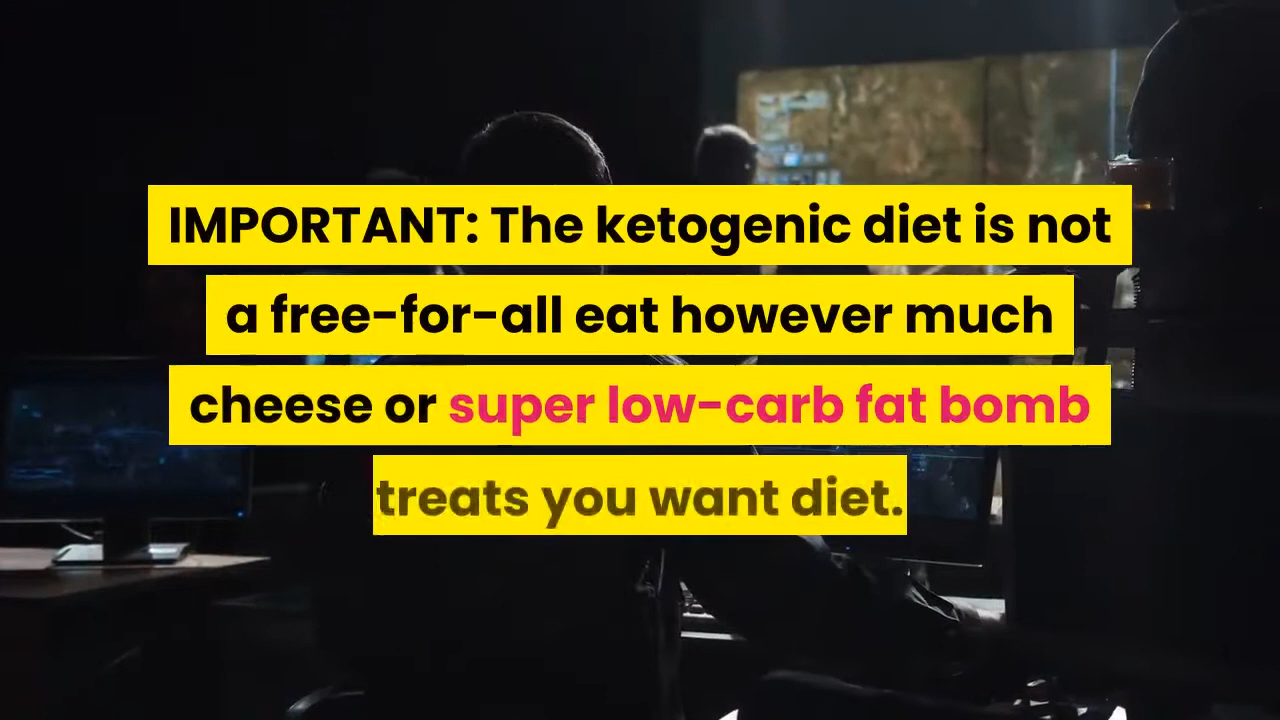 IMPORTANT: The ketogenic diet is not
a free-for-all eat however much
cheese or super low-carb fat bomb
treats you want diet.